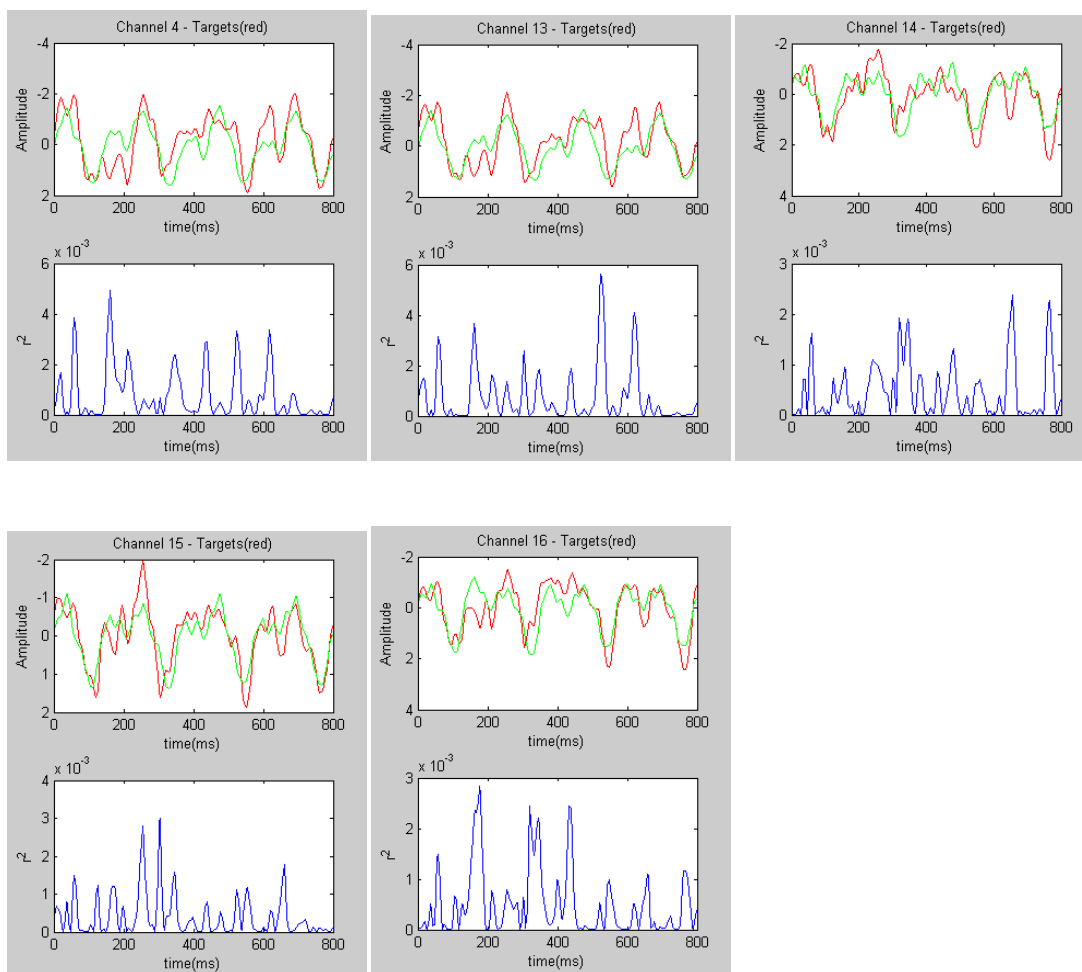 Channel 4 - Targets(red)
-4
-2
0
2
Amplitude
0 200 400 600 800
time(ms)
x 10^-3
6
4
2
0
r^2
0 200 400 600 800
time(ms)
Channel 13 - Targets(red)
-4
-2
0
2
Amplitude
0 200 400 600 800
time(ms)
x 10^-3
6
4
2
0
r^2
0 200 400 600 800
time(ms)
Channel 14 - Targets(red)
-2
0
2
4
Amplitude
0 200 400 600 800
time(ms)
x 10^-3
3
2
1
0
r^2
0 200 400 600 800
time(ms)
Channel 15 - Targets(red)
-2
-1
0
1
2
Amplitude
0 200 400 600 800
time(ms)
x 10^-3
4
3
2
1
0
r^2
0 200 400 600 800
time(ms)
Channel 16 - Targets(red)
-2
0
2
4
Amplitude
0 200 400 600 800
time(ms)
x 10^-3
3
2
1
0
r^2
0 200 400 600 800
time(ms)